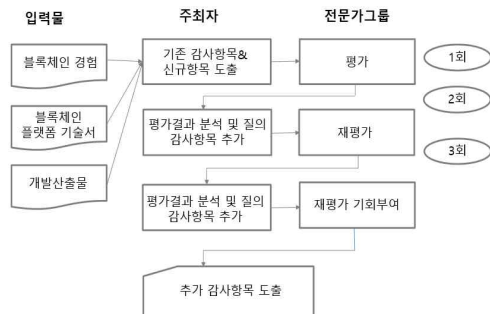 입력물
주최자
전문가그룹
블록체인 경험
기존 감사항목&
신규항목 도출
평가
1회
2회
블록체인
플랫폼 기술서
평가결과 분석 및 질의
감사항목 추가
재평가
3회
개발산출물
평가결과 분석 및 질의
감사항목 추가
재평가 기회부여
추가 감사항목 도출